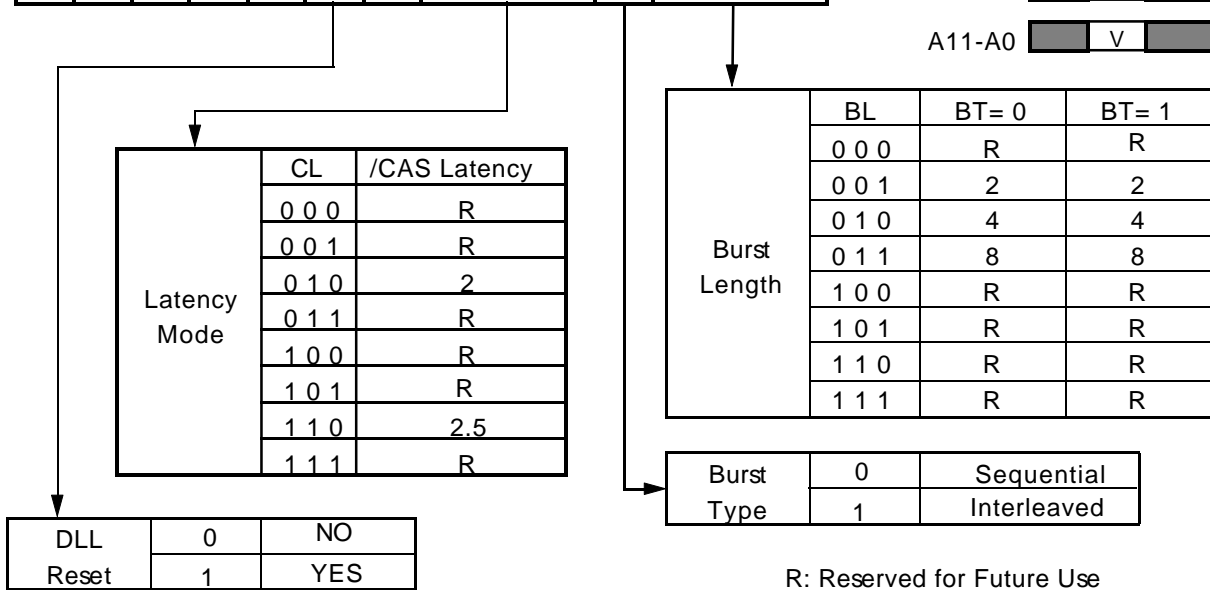 A11-A0 V
BL BT= 0 BT= 1
0 0 0 R R
0 0 1 2 2
0 1 0 4 4
Burst
Length
0 1 1 8 8
1 0 0 R R
1 0 1 R R
1 1 0 R R
1 1 1 R R
CL /CAS Latency
0 0 0 R
0 0 1 R
0 1 0 2
Latency
Mode
0 1 1 R
1 0 0 R
1 0 1 R
1 1 0 2.5
1 1 1 R
Burst
Type
0 Sequential
1 Interleaved
DLL
Reset
0 NO
1 YES
R: Reserved for Future Use